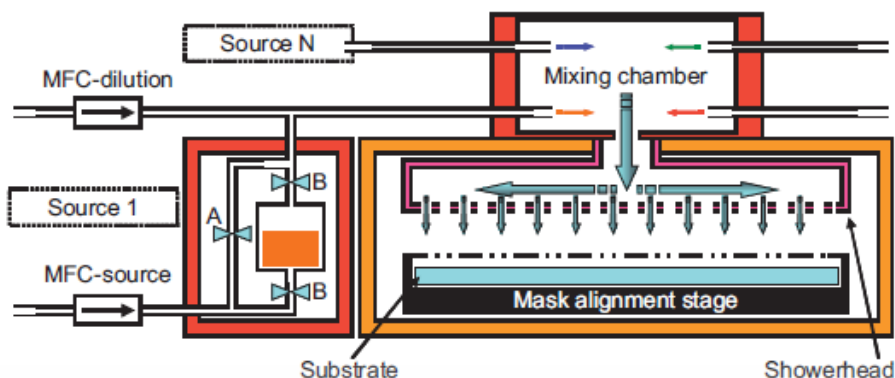 Source N
MFC-dilution
Mixing chamber
B
Source 1
A
MFC-source
B
Mask alignment stage
Substrate
Showerhead